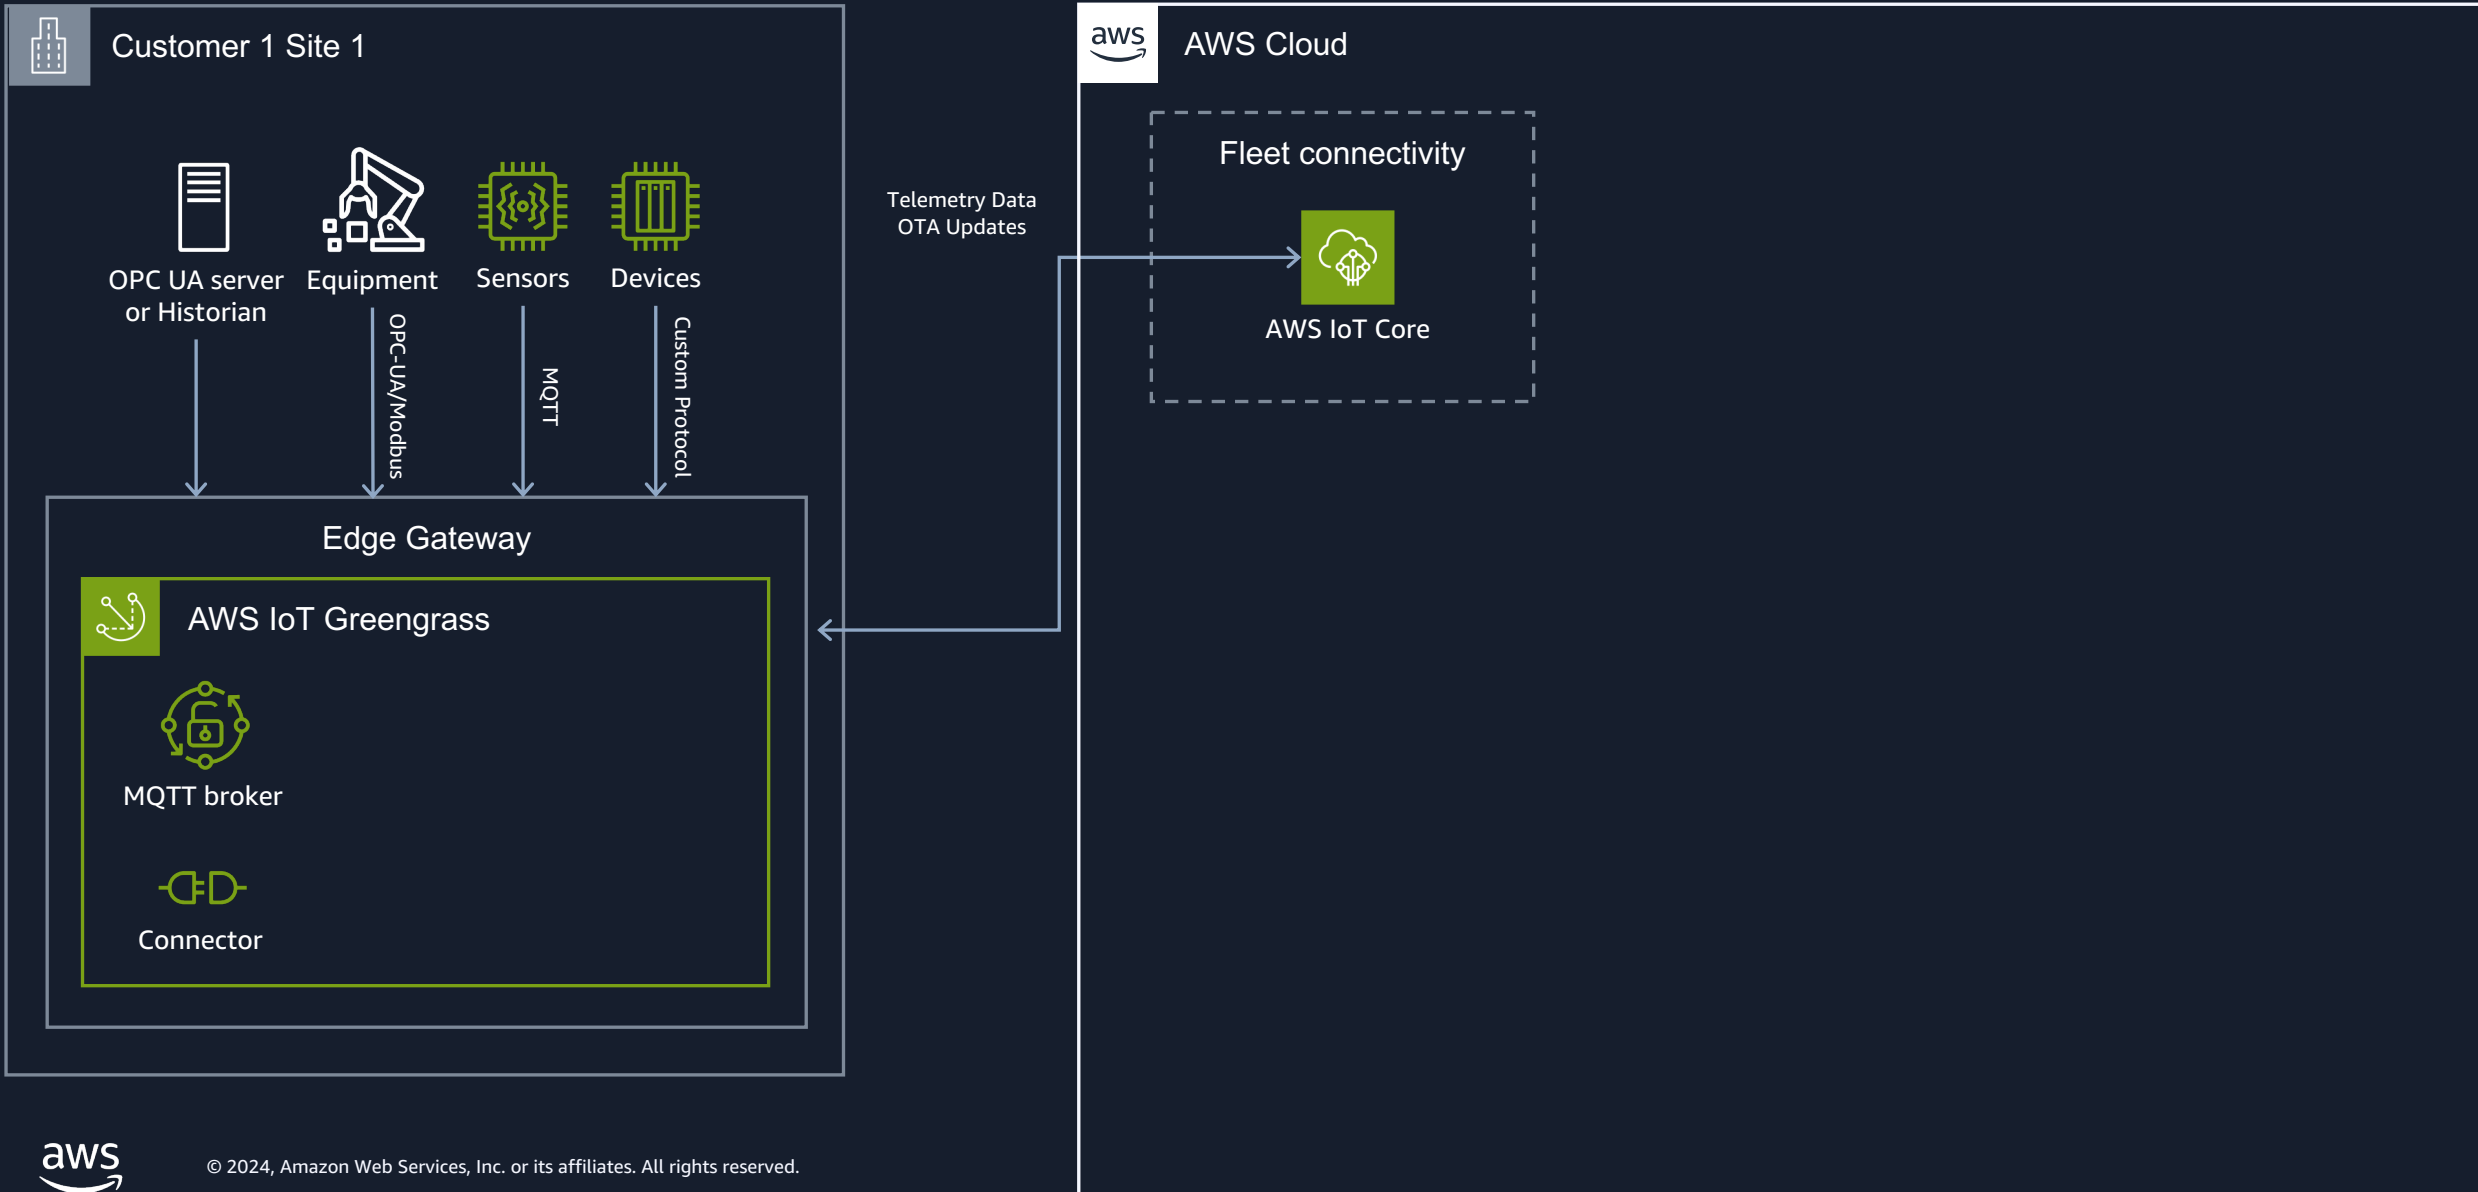 Customer 1 Site 1
OPC UA server
or Historian
Equipment
Sensors
Devices
OPC-UA/Modbus
MQTT
Custom Protocol
Edge Gateway
AWS IoT Greengrass
MQTT broker
Connector
Telemetry Data
OTA Updates
aws
AWS Cloud
Fleet connectivity
AWS IoT Core
aws
© 2024, Amazon Web Services, Inc. or its affiliates. All rights reserved.